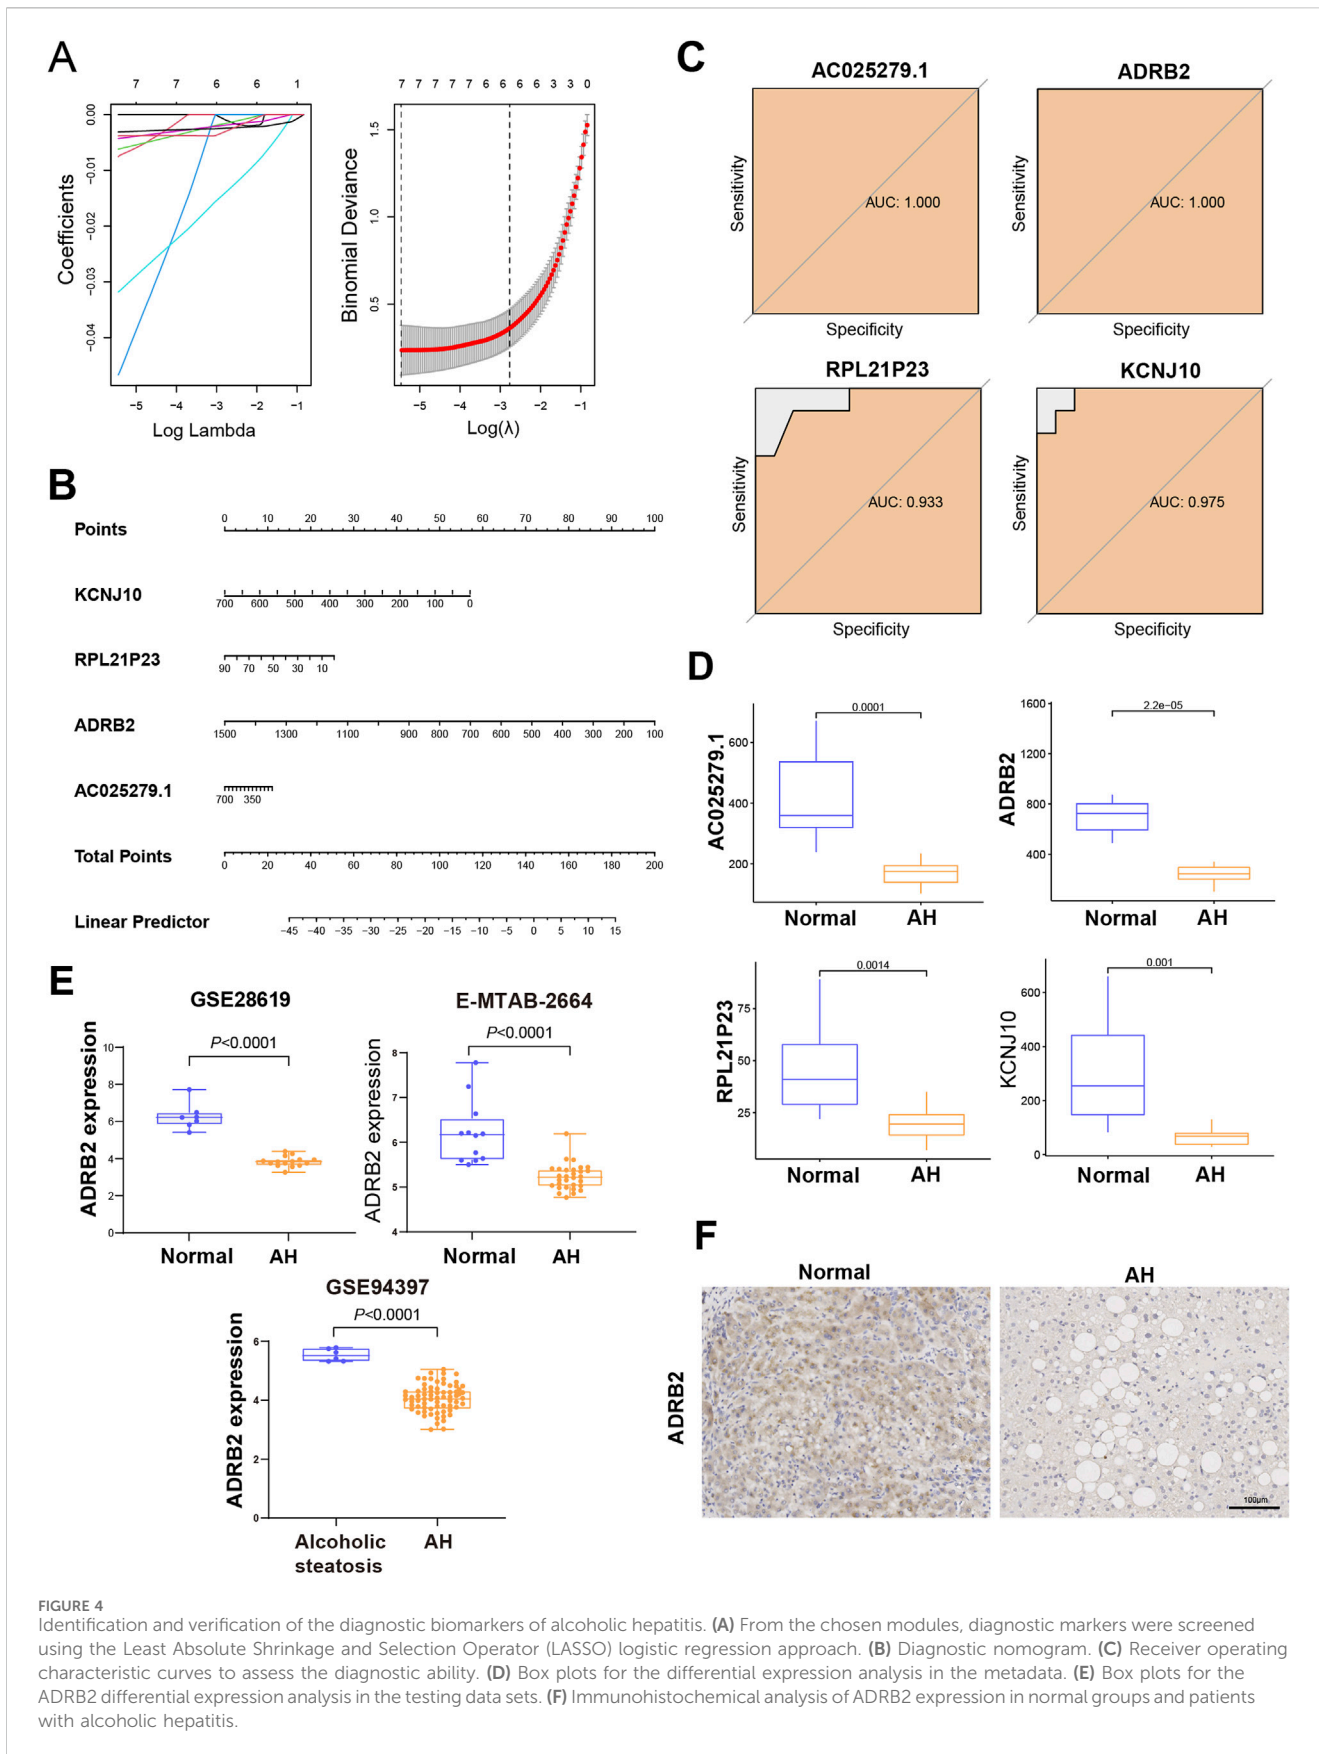 A
7 7 6 6 1
0.00
−0.01
−0.02
−0.03
−0.04
Coefficients
−5 −4 −3 −2 −1
Log Lambda
7 7 7 7 7 7 6 6 6 6 6 3 3 0
1.5
1.0
0.5
Binomial Deviance
−5 −4 −3 −2 −1
Log(λ)
B
Points
0 10 20 30 40 50 60 70 80 90 100
KCNJ10
700 600 500 400 300 200 100 0
RPL21P23
90 70 50 30 10
ADRB2
1500 1300 1100 900 800 700 600 500 400 300 200 100
AC025279.1
700 350
Total Points
0 20 40 60 80 100 120 140 160 180 200
Linear Predictor
−45 −40 −35 −30 −25 −20 −15 −10 −5 0 5 10 15
C
AC025279.1
Sensitivity
AUC: 1.000
Specificity
ADRB2
Sensitivity
AUC: 1.000
Specificity
RPL21P23
Sensitivity
AUC: 0.933
Specificity
KCNJ10
Sensitivity
AUC: 0.975
Specificity
D
AC025279.1
600
400
200
0.0001
Normal AH
ADRB2
1600
1200
800
400
2.2e−05
Normal AH
RPL21P23
75
50
25
0.0014
Normal AH
KCNJ10
600
400
200
0
0.001
Normal AH
E
GSE28619
P<0.0001
ADRB2 expression
10
8
6
4
2
0
Normal AH
E-MTAB-2664
P<0.0001
ADRB2 expression
8
7
6
5
4
Normal AH
GSE94397
P<0.0001
ADRB2 expression
6
4
2
0
Alcoholic AH
steatosis
F
Normal AH
ADRB2
100μm
FIGURE 4
Identification and verification of the diagnostic biomarkers of alcoholic hepatitis. (A) From the chosen modules, diagnostic markers were screened
using the Least Absolute Shrinkage and Selection Operator (LASSO) logistic regression approach. (B) Diagnostic nomogram. (C) Receiver operating
characteristic curves to assess the diagnostic ability. (D) Box plots for the differential expression analysis in the metadata. (E) Box plots for the
ADRB2 differential expression analysis in the testing data sets. (F) Immunohistochemical analysis of ADRB2 expression in normal groups and patients
with alcoholic hepatitis.